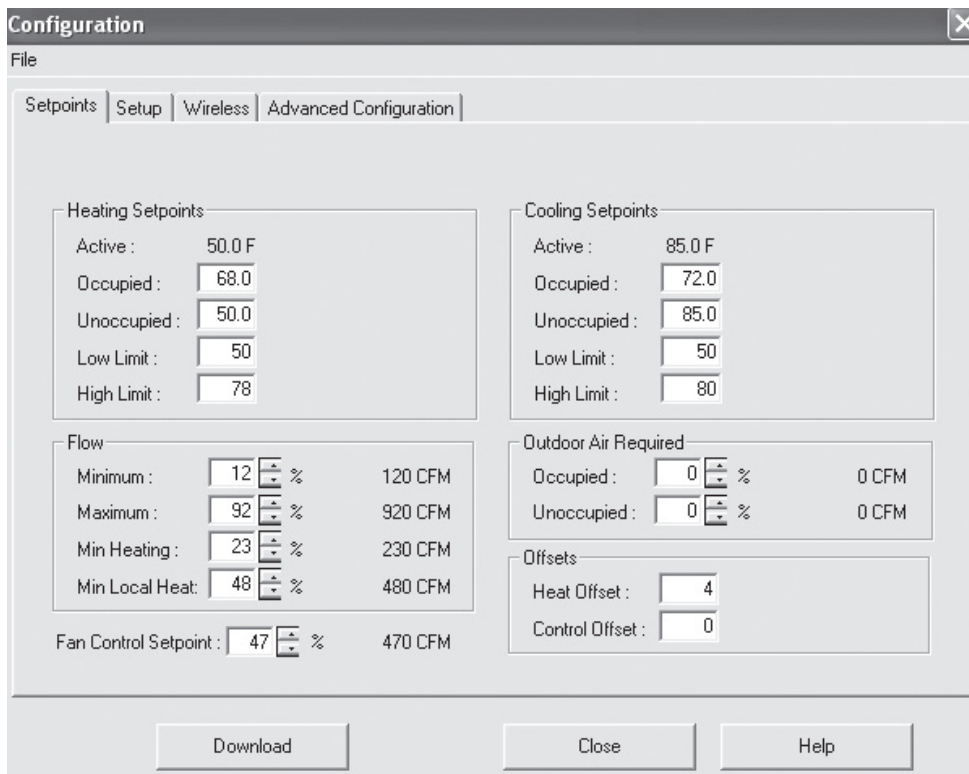 Configuration
File
Setpoints Setup Wireless Advanced Configuration
Heating Setpoints
Active : 50.0 F
Occupied : 68.0
Unoccupied : 50.0
Low Limit : 50
High Limit : 78
Cooling Setpoints
Active : 85.0 F
Occupied : 72.0
Unoccupied : 85.0
Low Limit : 50
High Limit : 80
Flow
Minimum : 12 % 120 CFM
Maximum : 92 % 920 CFM
Min Heating : 23 % 230 CFM
Min Local Heat: 48 % 480 CFM
Fan Control Setpoint : 47 % 470 CFM
Outdoor Air Required
Occupied : 0 % 0 CFM
Unoccupied : 0 % 0 CFM
Offsets
Heat Offset : 4
Control Offset : 0
Download Close Help